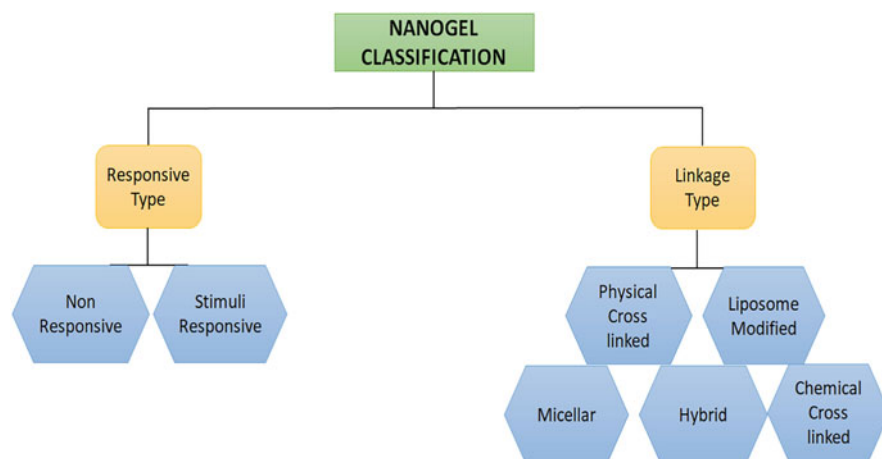 NANOGEL
CLASSIFICATION
Responsive
Type
Linkage
Type
Non
Responsive
Stimuli
Responsive
Physical
Cross
linked
Liposome
Modified
Micellar
Hybrid
Chemical
Cross
linked